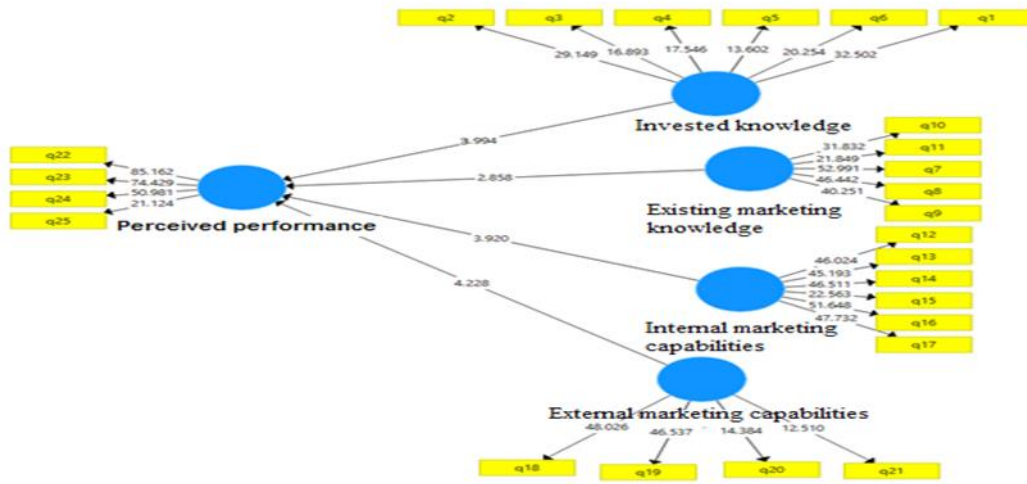 q2
q3
q4
q5
q6
q1
29.149
16.893
17.546
13.602
20.254
32.502
Invested knowledge
3.994
q10
q11
q7
q8
q9
31.832
21.849
52.991
46.442
40.251
Existing marketing
knowledge
2.858
q22
q23
q24
q25
85.162
74.429
50.981
21.124
Perceived performance
3.920
4.228
q12
q13
q14
q15
q16
q17
46.024
45.193
46.511
22.563
51.648
47.732
Internal marketing
capabilities
External marketing capabilities
48.026
46.537
14.384
12.510
q18
q19
q20
q21